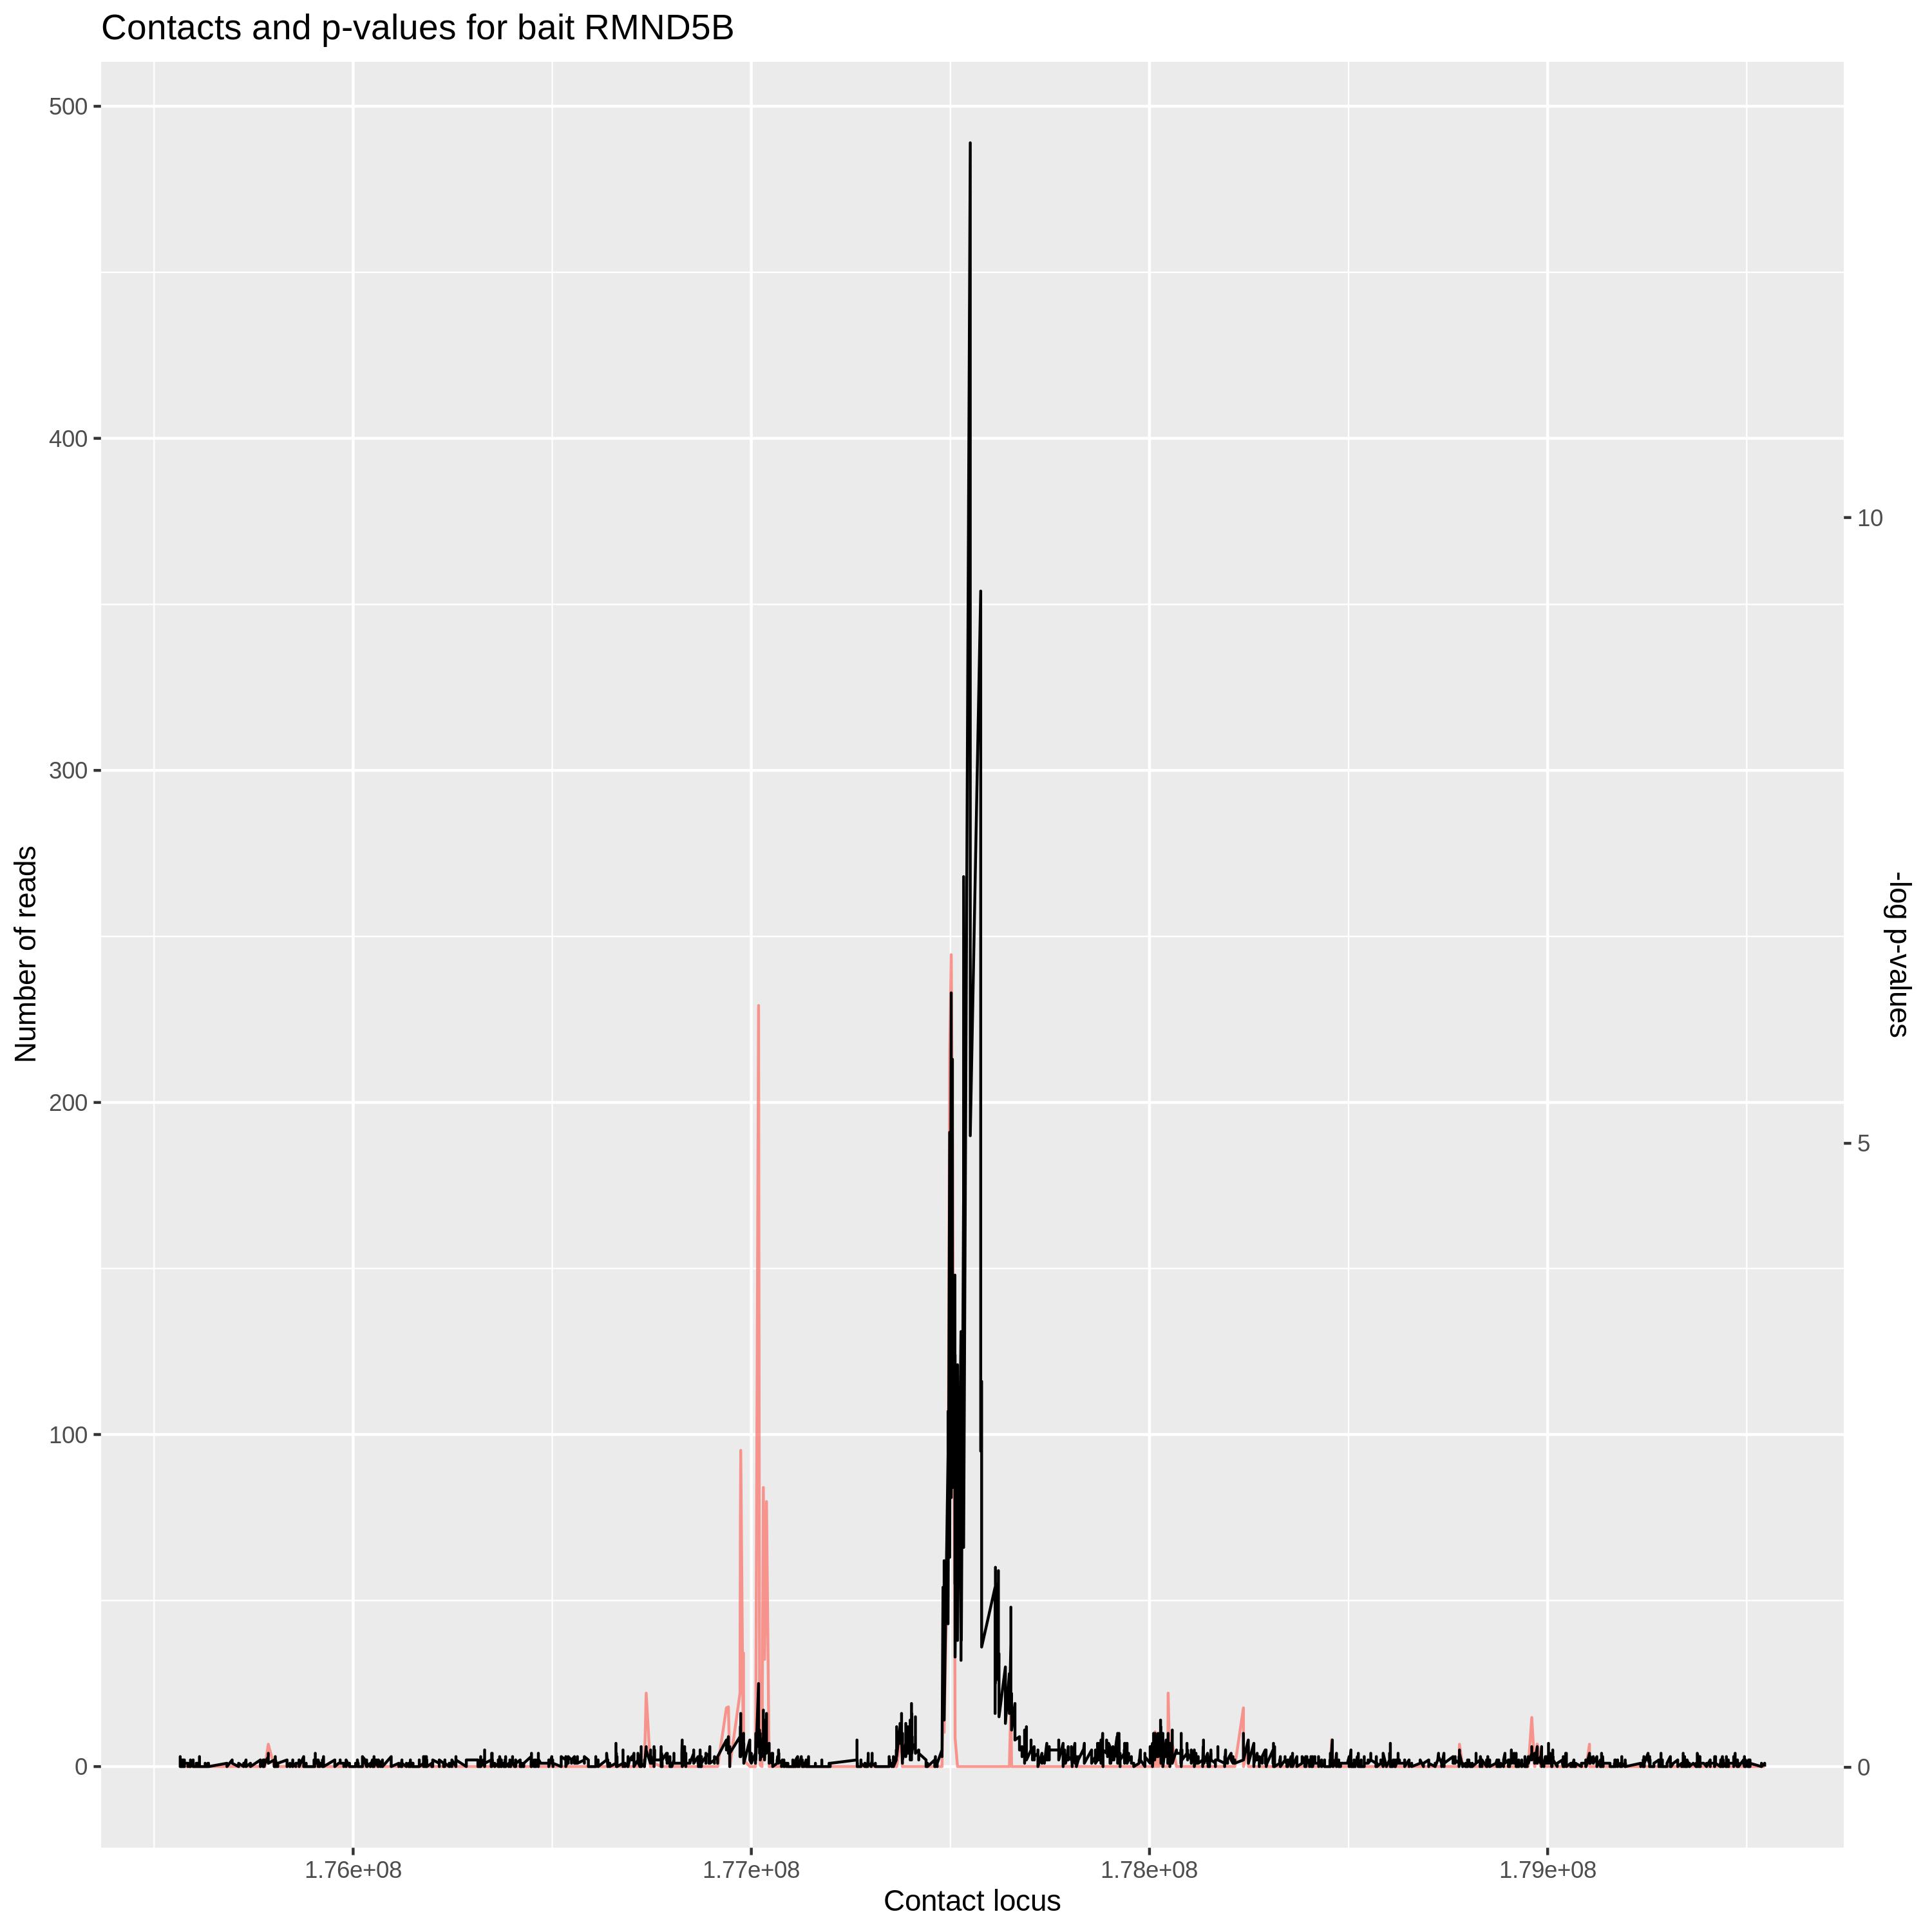 Contacts and p-values for bait RMND5B
500
400
300
200
100
0
Number of reads
10
5
0
-log p-values
1.76e+08
1.77e+08
1.78e+08
1.79e+08
Contact locus